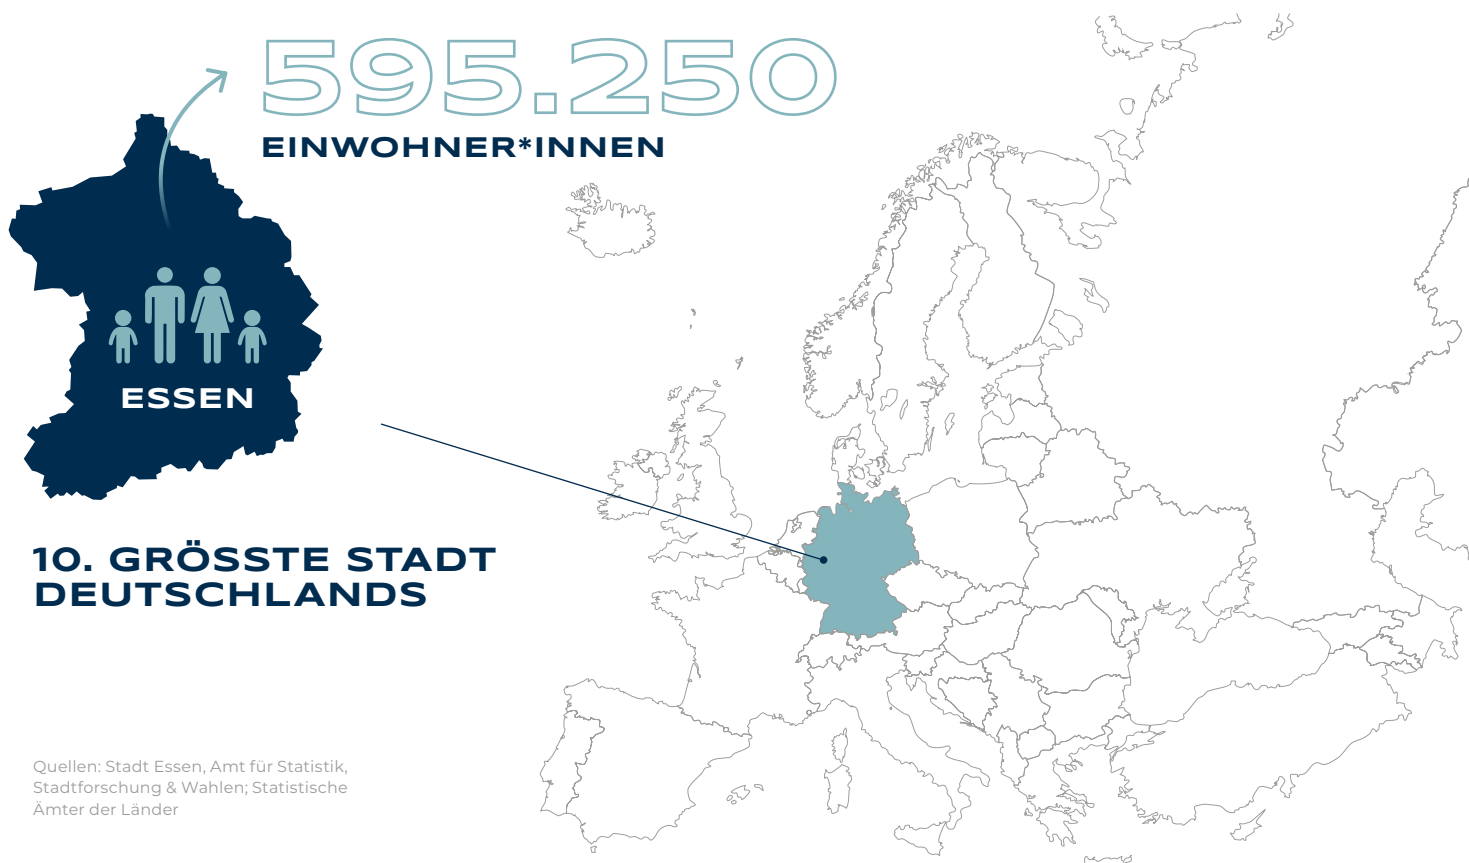 595.250
EINWOHNER*INNEN
ESSEN
10. GRÖSSTE STADT
DEUTSCHLANDS
Quellen: Stadt Essen, Amt für Statistik,
Stadtforschung & Wahlen; Statistische
Ämter der Länder